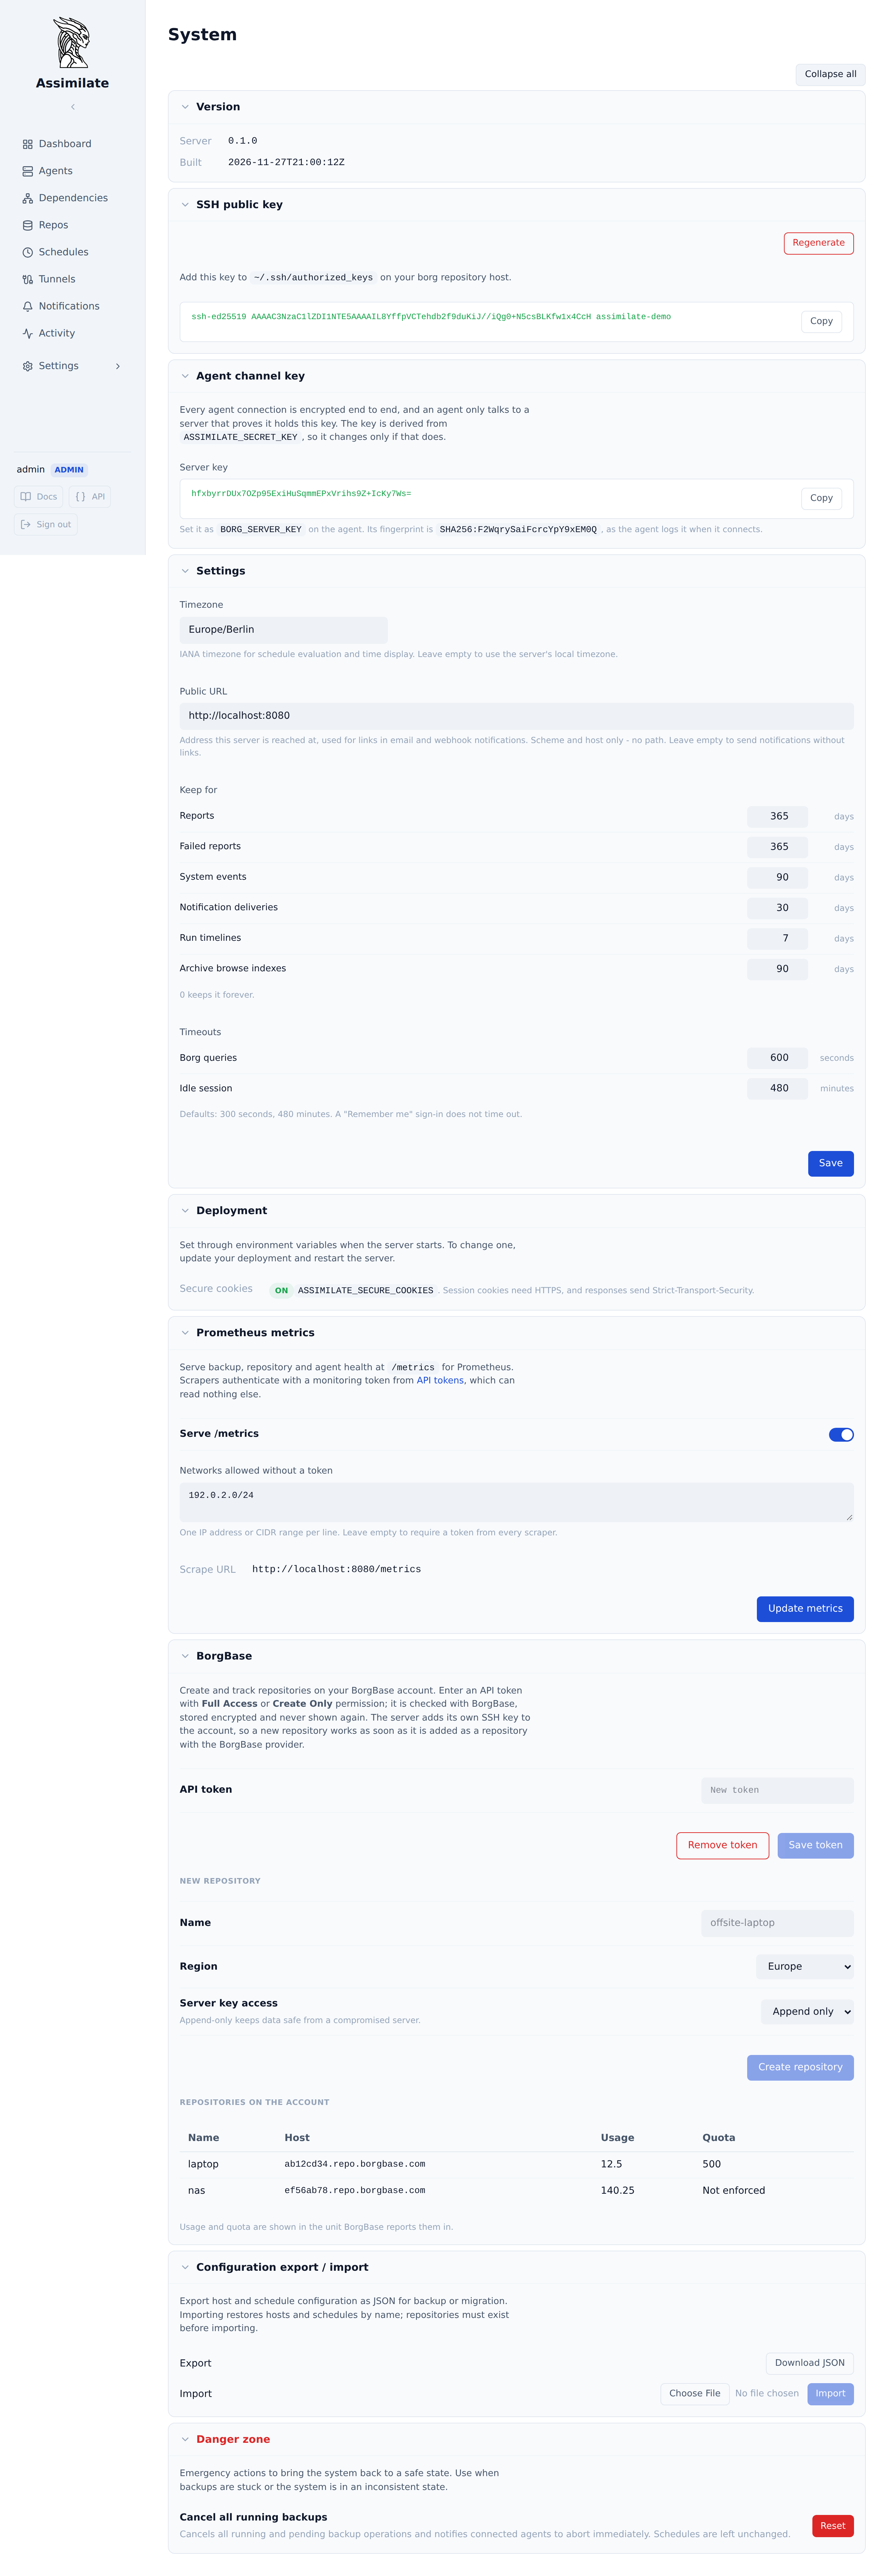 Assimilate
Dashboard
Agents
Dependencies
Repos
Schedules
Tunnels
Notifications
Activity
Settings
admin ADMIN
Docs
{} API
Sign out
System
Collapse all
Version
Server 0.1.0
Built 2026-11-27T21:00:12Z
SSH public key
Regenerate
Add this key to ~/.ssh/authorized_keys on your borg repository host.
ssh-ed25519 AAAAC3NzaC1lZDI1NTE5AAAAIL8YffpVCTehdb2f9duKiJ//iQg0+N5csBLKfw1x4CcH assimilate-demo
Copy
Agent channel key
Every agent connection is encrypted end to end, and an agent only talks to a
server that proves it holds this key. The key is derived from
ASSIMILATE_SECRET_KEY , so it changes only if that does.
Server key
hfxbyrrDUx7OZp95ExiHuSqmmEPxVrihs9Z+IcKy7Ws=
Copy
Set it as BORG_SERVER_KEY on the agent. Its fingerprint is SHA256:F2WqrySaiFcrcYpY9xEM0Q , as the agent logs it when it connects.
Settings
Timezone
Europe/Berlin
IANA timezone for schedule evaluation and time display. Leave empty to use the server's local timezone.
Public URL
http://localhost:8080
Address this server is reached at, used for links in email and webhook notifications. Scheme and host only - no path. Leave empty to send notifications without
links.
Keep for
Reports 365 days
Failed reports 365 days
System events 90 days
Notification deliveries 30 days
Run timelines 7 days
Archive browse indexes 90 days
0 keeps it forever.
Timeouts
Borg queries 600 seconds
Idle session 480 minutes
Defaults: 300 seconds, 480 minutes. A "Remember me" sign-in does not time out.
Save
Deployment
Set through environment variables when the server starts. To change one,
update your deployment and restart the server.
Secure cookies ON ASSIMILATE_SECURE_COOKIES . Session cookies need HTTPS, and responses send Strict-Transport-Security.
Prometheus metrics
Serve backup, repository and agent health at /metrics for Prometheus.
Scrapers authenticate with a monitoring token from API tokens, which can
read nothing else.
Serve /metrics
Networks allowed without a token
192.0.2.0/24
One IP address or CIDR range per line. Leave empty to require a token from every scraper.
Scrape URL http://localhost:8080/metrics
Update metrics
BorgBase
Create and track repositories on your BorgBase account. Enter an API token
with Full Access or Create Only permission; it is checked with BorgBase,
stored encrypted and never shown again. The server adds its own SSH key to
the account, so a new repository works as soon as it is added as a repository
with the BorgBase provider.
API token New token
Remove token Save token
NEW REPOSITORY
Name offsite-laptop
Region Europe
Server key access Append only
Append-only keeps data safe from a compromised server.
Create repository
REPOSITORIES ON THE ACCOUNT
Name Host Usage Quota
laptop ab12cd34.repo.borgbase.com 12.5 500
nas ef56ab78.repo.borgbase.com 140.25 Not enforced
Usage and quota are shown in the unit BorgBase reports them in.
Configuration export / import
Export host and schedule configuration as JSON for backup or migration.
Importing restores hosts and schedules by name; repositories must exist
before importing.
Export Download JSON
Import Choose File No file chosen Import
Danger zone
Emergency actions to bring the system back to a safe state. Use when
backups are stuck or the system is in an inconsistent state.
Cancel all running backups
Cancels all running and pending backup operations and notifies connected agents to abort immediately. Schedules are left unchanged.
Reset